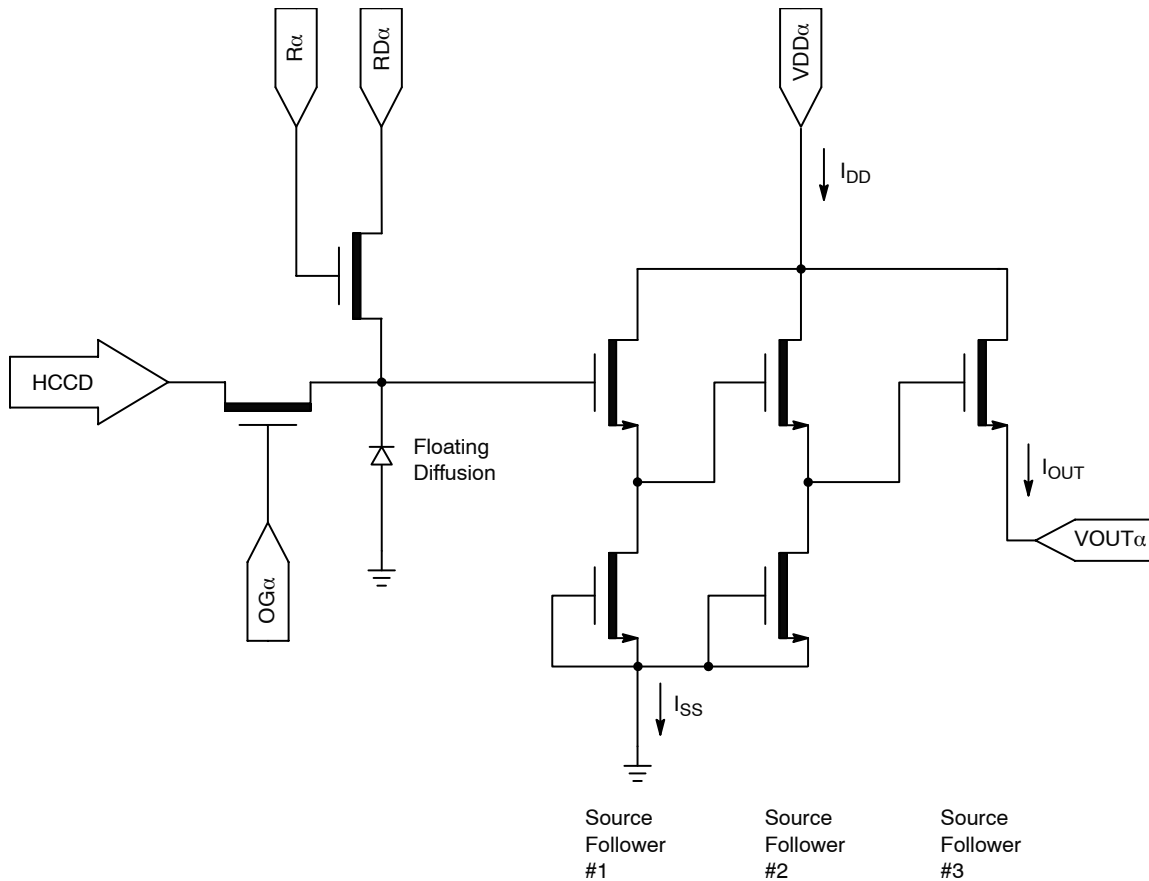 Rα
RDα
VDDα
IDD
HCCD
Floating
Diffusion
IOUT
VOUTα
OGα
ISS
Source
Follower
#1
Source
Follower
#2
Source
Follower
#3